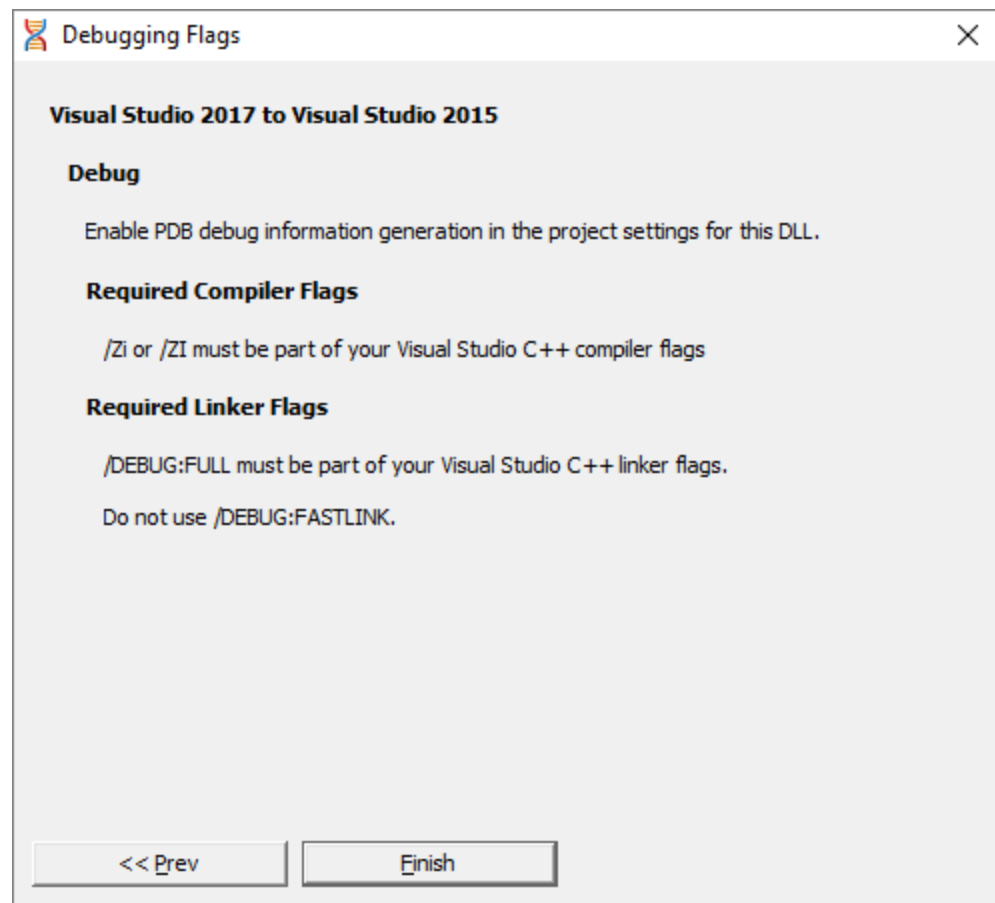 Debugging Flags
Visual Studio 2017 to Visual Studio 2015
Debug
Enable PDB debug information generation in the project settings for this DLL.
Required Compiler Flags
/Zi or /ZI must be part of your Visual Studio C++ compiler flags
Required Linker Flags
/DEBUG:FULL must be part of your Visual Studio C++ linker flags.
Do not use /DEBUG:FASTLINK.
<< Prev
Finish